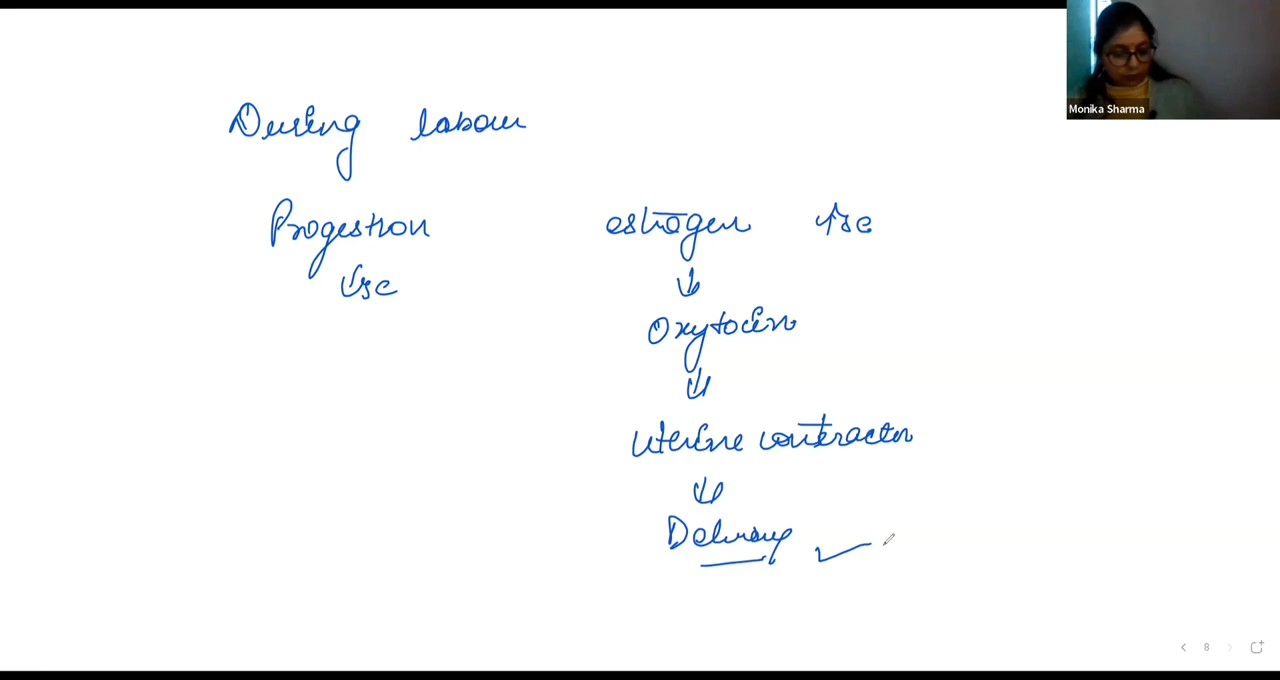 Monika Sharma
During labour
Progestron estrogen ↑se
↓se
↓
Oxytocin
↓
uterine contraction
↓
Delivery ✓
8